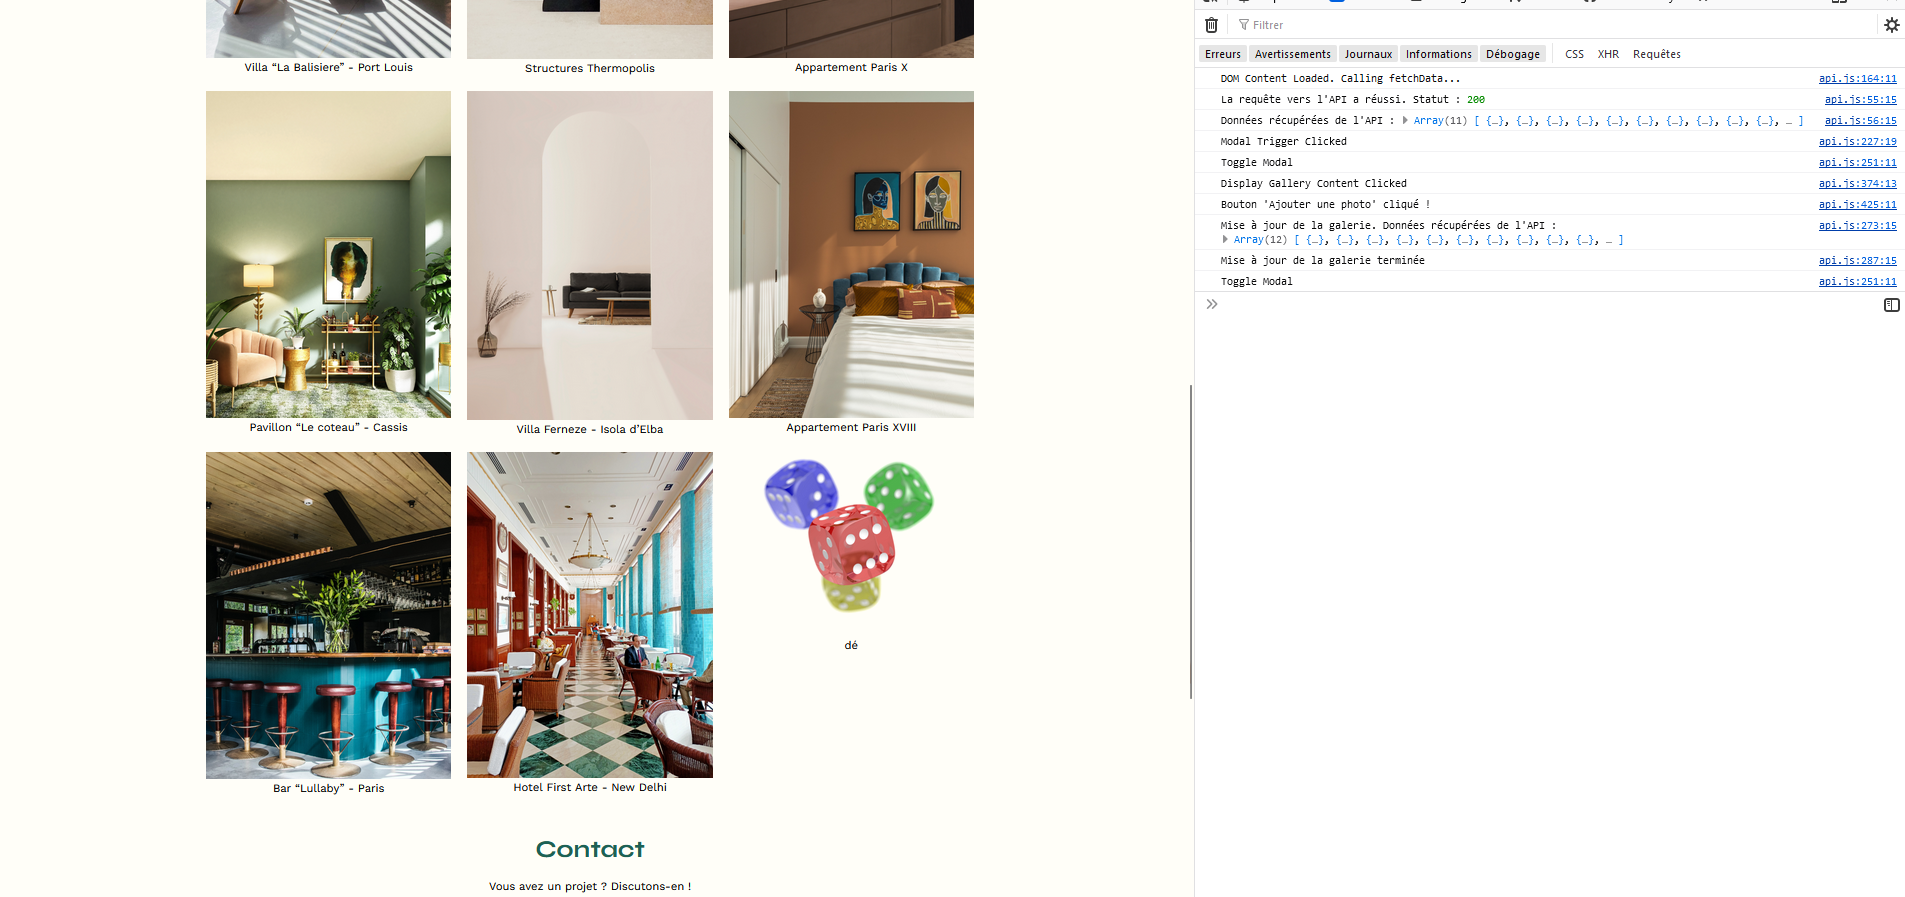 Villa “La Balisiere” - Port Louis
Structures Thermopolis
Appartement Paris X
Pavillon “Le coteau” - Cassis
Villa Ferneze - Isola d’Elba
Appartement Paris XVIII
Bar “Lullaby” - Paris
Hotel First Arte - New Delhi
dé
Contact
Vous avez un projet ? Discutons-en !
Filtrer
Erreurs Avertissements Journaux Informations Débogage CSS XHR Requêtes
DOM Content Loaded. Calling fetchData... api.js:164:11
La requête vers l'API a réussi. Statut : 200 api.js:55:15
Données récupérées de l'API : Array(11) [ {…}, {…}, {…}, {…}, {…}, {…}, {…}, {…}, {…}, {…}, … ] api.js:56:15
Modal Trigger Clicked api.js:227:19
Toggle Modal api.js:251:11
Display Gallery Content Clicked api.js:374:13
Bouton 'Ajouter une photo' cliqué ! api.js:425:11
Mise à jour de la galerie. Données récupérées de l'API : api.js:273:15
Array(12) [ {…}, {…}, {…}, {…}, {…}, {…}, {…}, {…}, {…}, {…}, … ]
Mise à jour de la galerie terminée api.js:287:15
Toggle Modal api.js:251:11